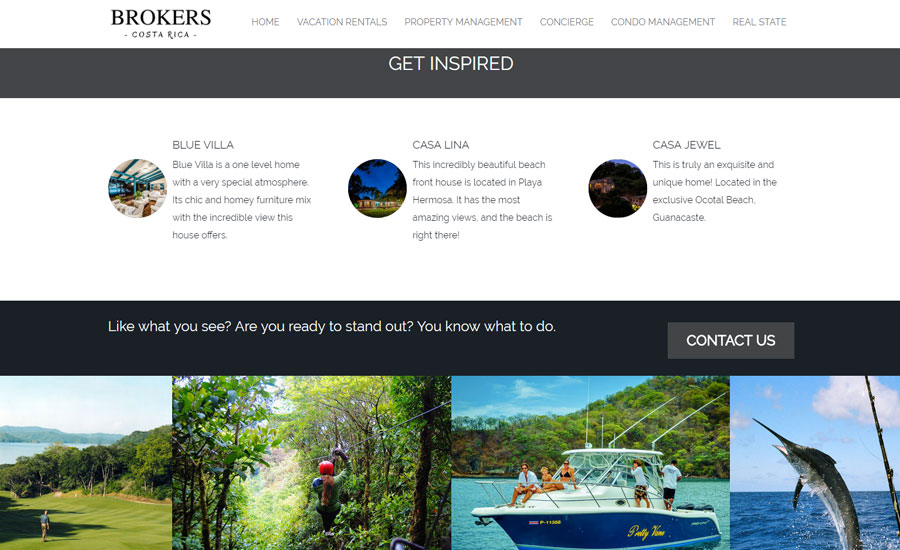 BROKERS
- COSTA RICA -
HOME VACATION RENTALS PROPERTY MANAGEMENT CONCIERGE CONDO MANAGEMENT REAL STATE
GET INSPIRED
BLUE VILLA
Blue Villa is a one level home
with a very special atmosphere.
Its chic and homey furniture mix
with the incredible view this
house offers.
CASA LINA
This incredibly beautiful beach
front house is located in Playa
Hermosa. It has the most
amazing views, and the beach is
right there!
CASA JEWEL
This is truly an exquisite and
unique home! Located in the
exclusive Ocotal Beach,
Guanacaste.
Like what you see? Are you ready to stand out? You know what to do.
CONTACT US
P-11356
Pretty Vane